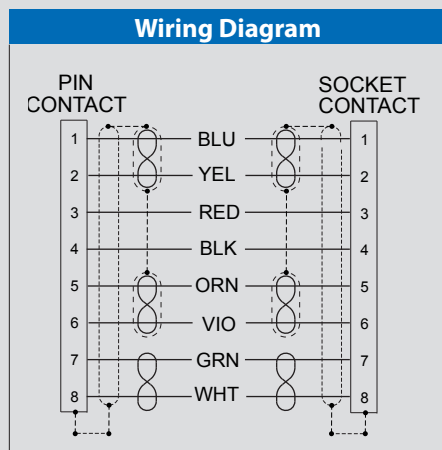 Wiring Diagram
PIN
CONTACT
SOCKET
CONTACT
1 BLU 1
2 YEL 2
3 RED 3
4 BLK 4
5 ORN 5
6 VIO 6
7 GRN 7
8 WHT 8